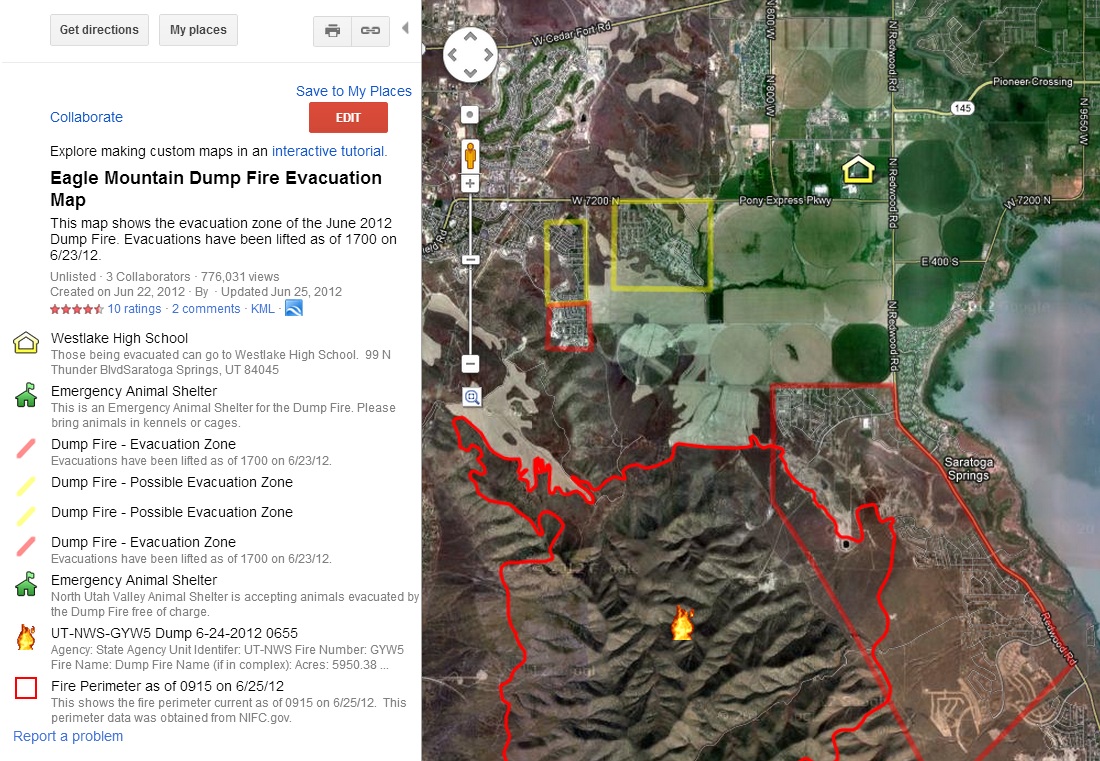 Get directions
My places
Save to My Places
Collaborate
EDIT
Explore making custom maps in an interactive tutorial.
Eagle Mountain Dump Fire Evacuation
Map
This map shows the evacuation zone of the June 2012
Dump Fire. Evacuations have been lifted as of 1700 on
6/23/12.
Unlisted · 3 Collaborators · 776,031 views
Created on Jun 22, 2012 · By · Updated Jun 25, 2012
10 ratings · 2 comments · KML ·
Westlake High School
Those being evacuated can go to Westlake High School. 99 N
Thunder BlvdSaratoga Springs, UT 84045
Emergency Animal Shelter
This is an Emergency Animal Shelter for the Dump Fire. Please
bring animals in kennels or cages.
Dump Fire - Evacuation Zone
Evacuations have been lifted as of 1700 on 6/23/12.
Dump Fire - Possible Evacuation Zone
Dump Fire - Possible Evacuation Zone
Dump Fire - Evacuation Zone
Evacuations have been lifted as of 1700 on 6/23/12.
Emergency Animal Shelter
North Utah Valley Animal Shelter is accepting animals evacuated by
the Dump Fire free of charge.
UT-NWS-GYW5 Dump 6-24-2012 0655
Agency: State Agency Unit Identifer: UT-NWS Fire Number: GYW5
Fire Name: Dump Fire Name (if in complex): Acres: 5950.38 ...
Fire Perimeter as of 0915 on 6/25/12
This shows the fire perimeter current as of 0915 on 6/25/12. This
perimeter data was obtained from NIFC.gov.
Report a problem
W Cedar Fort Rd
N 800 W
N Redwood Rd
Pioneer Crossing
145
N 800 W
N 9550 W
N Redwood Rd
W 7200 N
Pony Express Pkwy
W 7200 N
E 400 S
N Redwood Rd
Saratoga
Springs
Redwood Rd